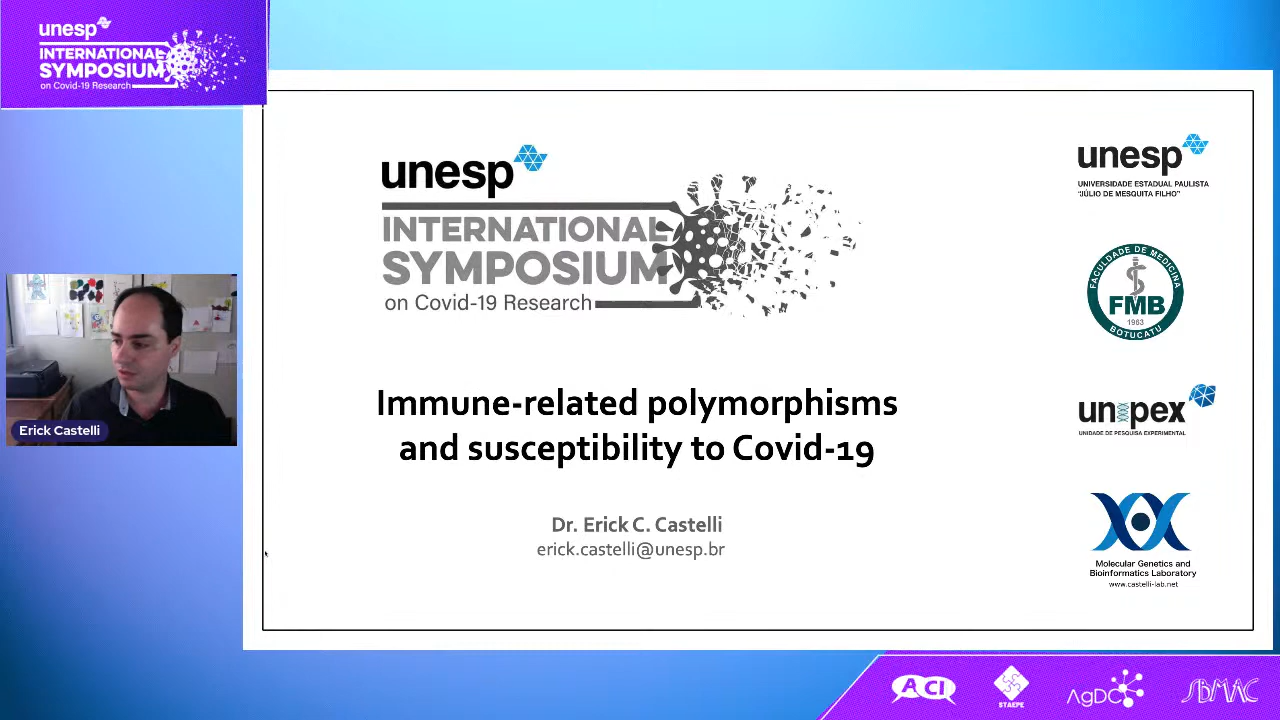 unesp
INTERNATIONAL
SYMPOSIUM
on Covid-19 Research
unesp
INTERNATIONAL
SYMPOSIUM
on Covid-19 Research
Immune-related polymorphisms
and susceptibility to Covid-19
Dr. Erick C. Castelli
erick.castelli@unesp.br
unesp
UNIVERSIDADE ESTADUAL PAULISTA
"JÚLIO DE MESQUITA FILHO"
FACULDADE DE MEDICINA
FMB
1963
BOTUCATU
unipex
UNIDADE DE PESQUISA EXPERIMENTAL
Molecular Genetics and
Bioinformatics Laboratory
www.castelli-lab.net
Erick Castelli
ACI
STAEPE
AgDC
SBMAC